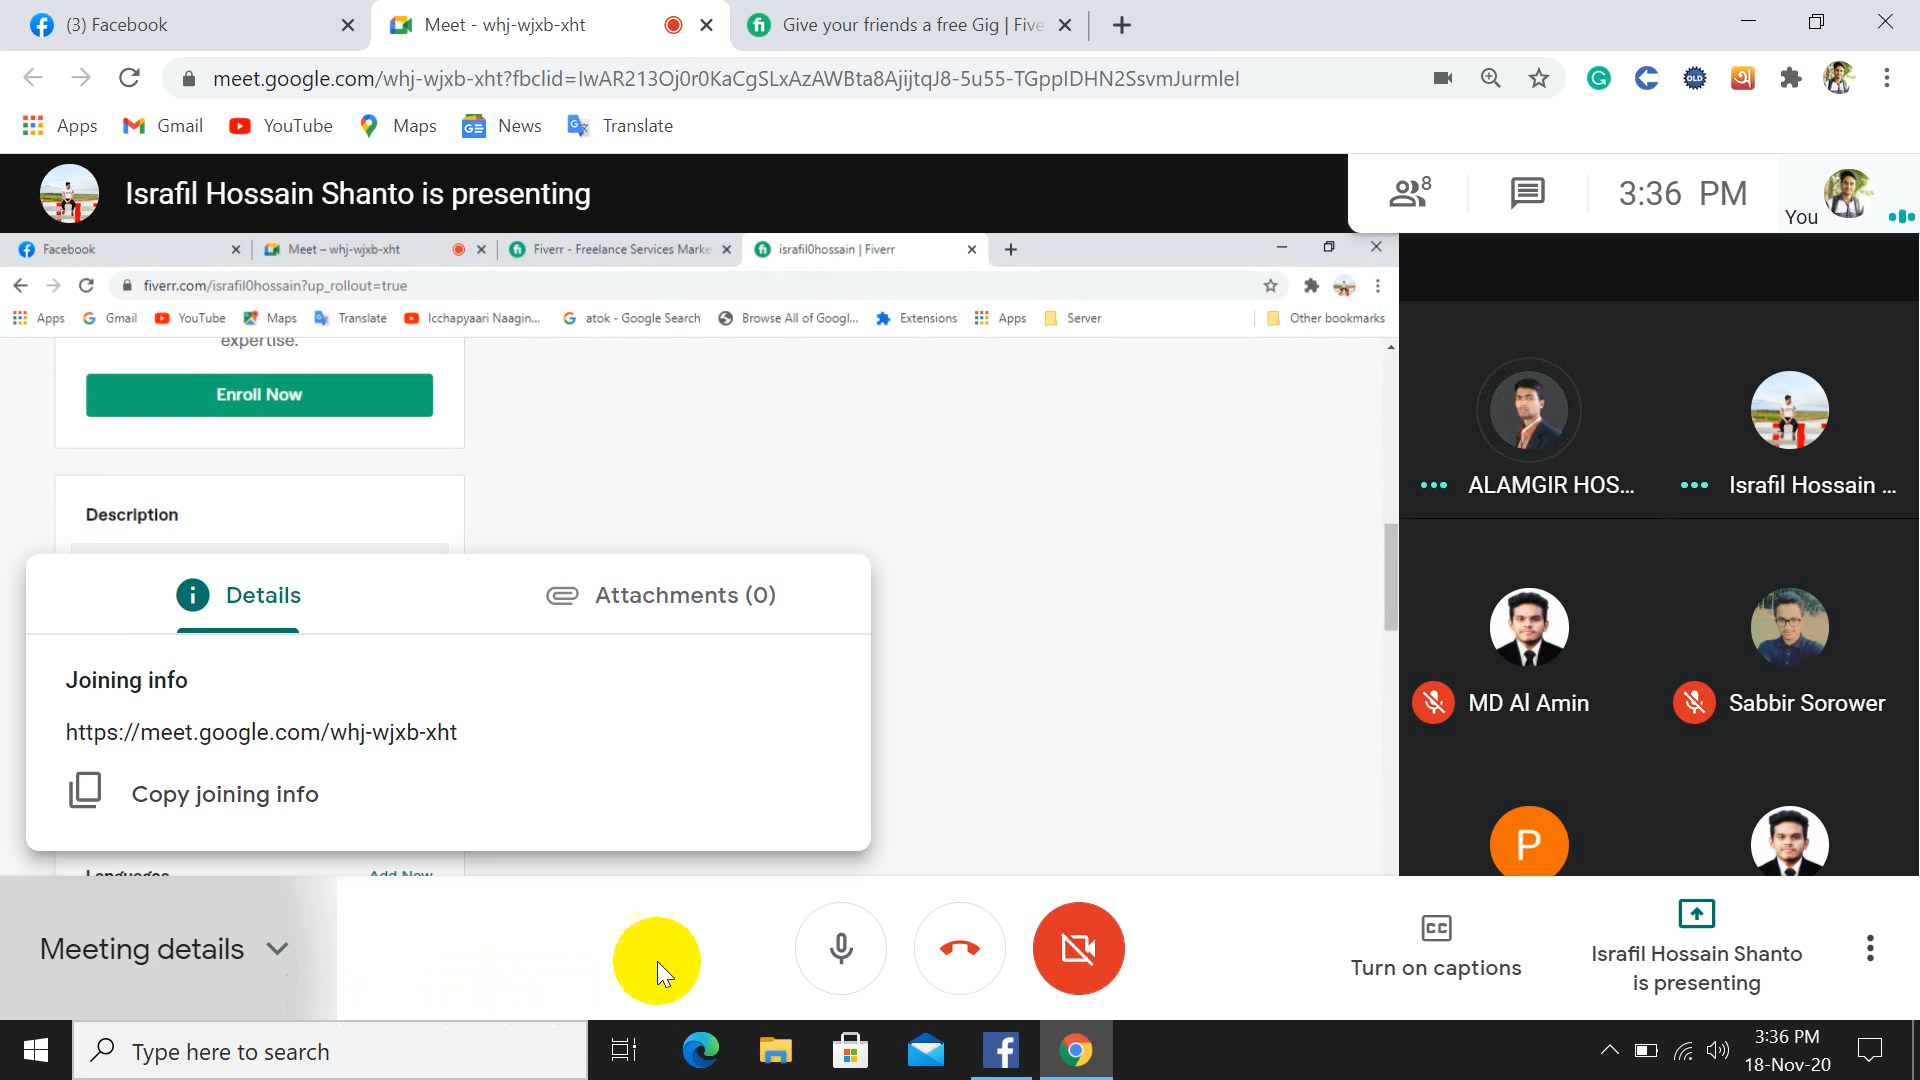 (3) Facebook
Meet - whj-wjxb-xht
Give your friends a free Gig | Five
meet.google.com/whj-wjxb-xht?fbclid=IwAR213Oj0r0KaCgSLxAzAWBta8AjijtqJ8-5u55-TGppIDHN2SsvmJurmleI
OLD
অ
Apps
Gmail
YouTube
Maps
News
Translate
Israfil Hossain Shanto is presenting
8
3:36 PM
You
Facebook
Meet – whj-wjxb-xht
Fiverr - Freelance Services Marke
israfil0hossain | Fiverr
fiverr.com/israfil0hossain?up_rollout=true
Apps
Gmail
YouTube
Maps
Translate
Icchapyaari Naagin...
atok - Google Search
Browse All of Googl...
Extensions
Apps
Server
Other bookmarks
expertise.
Enroll Now
Description
Details
Attachments (0)
Joining info
https://meet.google.com/whj-wjxb-xht
Copy joining info
Languages
Add New
ALAMGIR HOS...
Israfil Hossain ...
MD Al Amin
Sabbir Sorower
P
Meeting details
CC
Turn on captions
Israfil Hossain Shanto
is presenting
Type here to search
3:36 PM
18-Nov-20